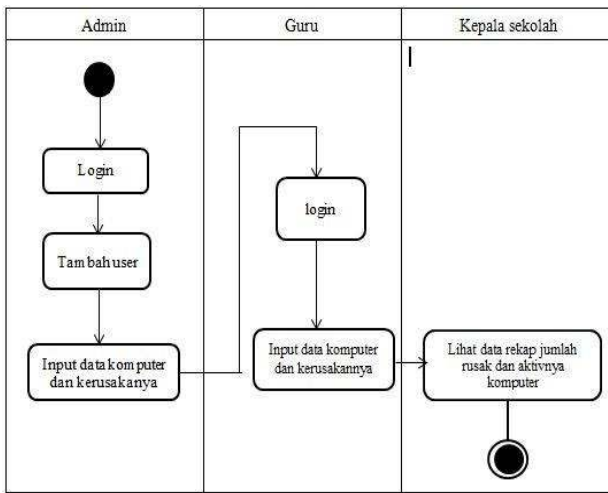 Admin
Guru
Kepala sekolah
Login
Tambah user
Input data komputer
dan kerusakanya
login
Input data komputer
dan kerusakannya
Lihat data rekap jumlah
rusak dan aktivnya
komputer